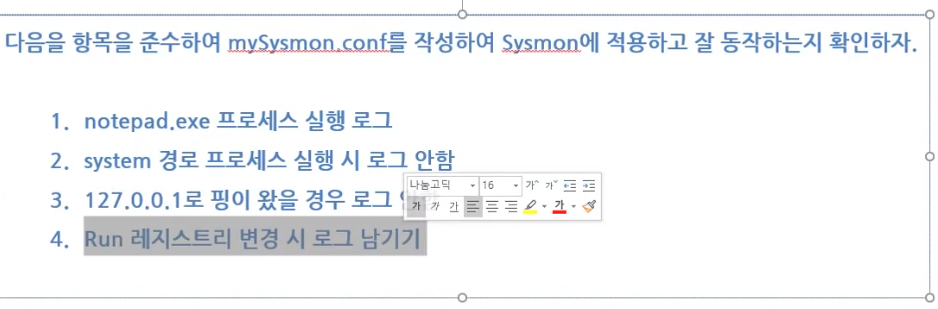 다음을 항목을 준수하여 mySysmon.conf를 작성하여 Sysmon에 적용하고 잘 동작하는지 확인하자.
1. notepad.exe 프로세스 실행 로그
2. system 경로 프로세스 실행 시 로그 안함
3. 127.0.0.1로 핑이 왔을 경우 로그
4. Run 레지스트리 변경 시 로그 남기기
나눔고딕 16 가 가
가 가 가 가